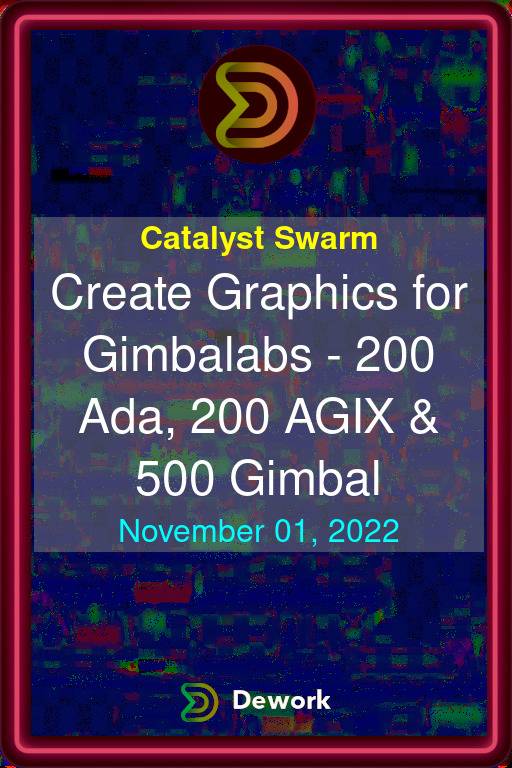 Catalyst Swarm
Create Graphics for
Gimbalabs - 200
Ada, 200 AGIX &
500 Gimbal
November 01, 2022
Dework